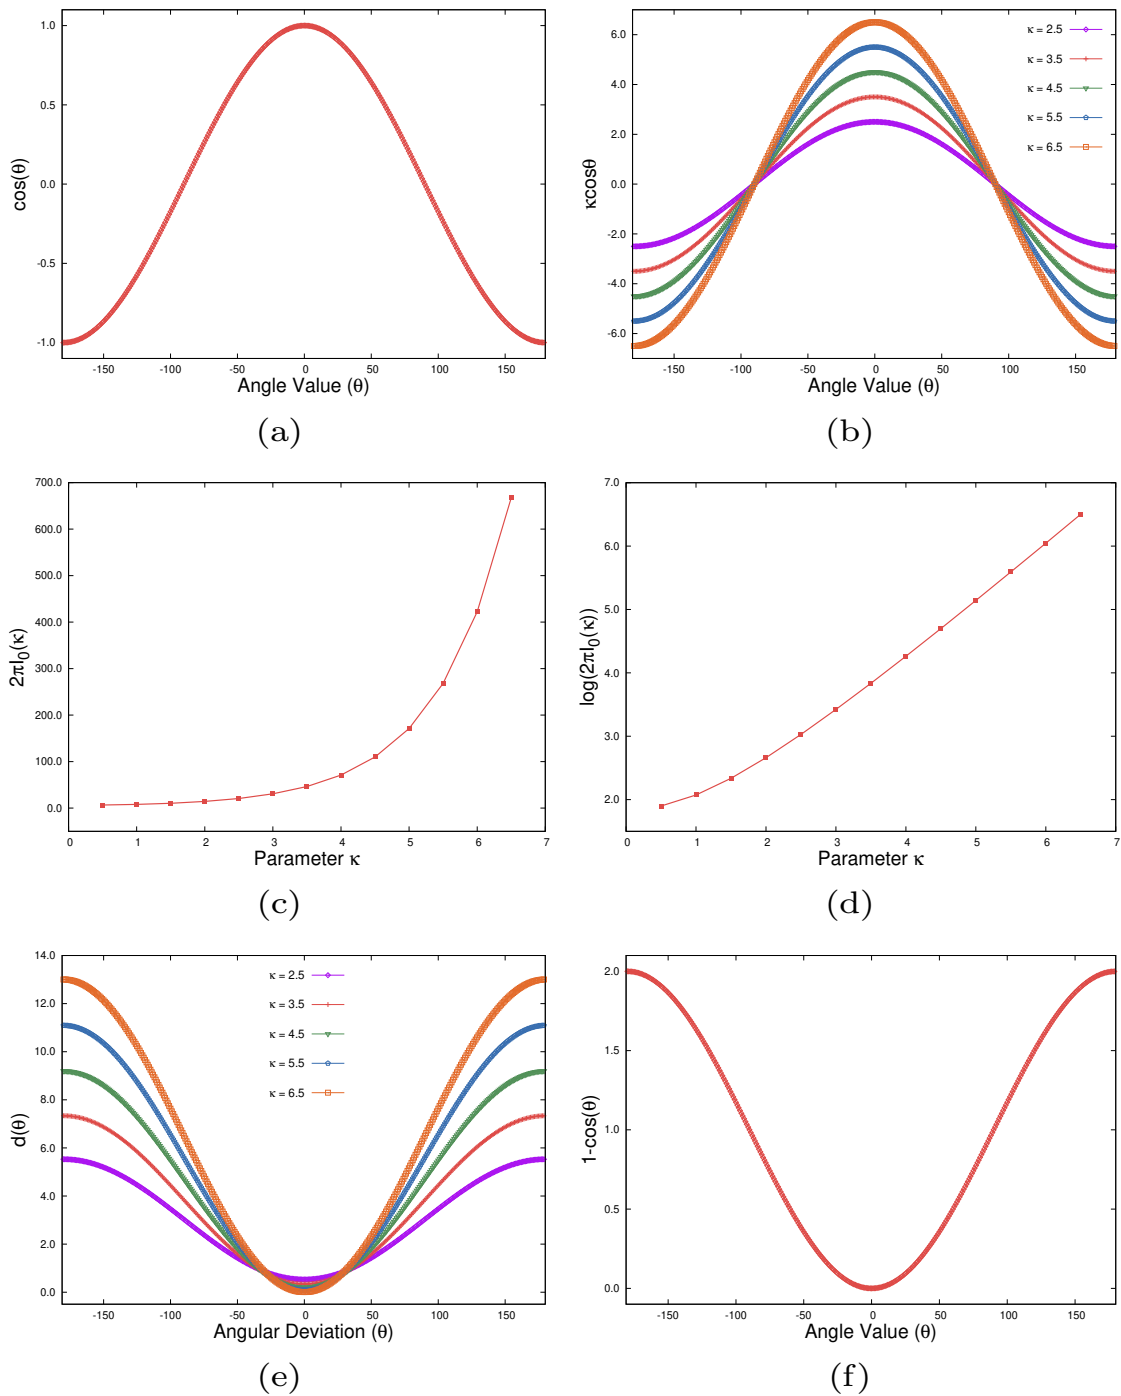 1.0
0.5
0.0
-0.5
-1.0
cos(θ)
-150 -100 -50 0 50 100 150
Angle Value (θ)
(a)
6.0
4.0
2.0
0.0
-2.0
-4.0
-6.0
κcosθ
κ = 2.5
κ = 3.5
κ = 4.5
κ = 5.5
κ = 6.5
-150 -100 -50 0 50 100 150
Angle Value (θ)
(b)
700.0
600.0
500.0
400.0
300.0
200.0
100.0
0.0
2πI₀(κ)
0 1 2 3 4 5 6 7
Parameter κ
(c)
7.0
6.0
5.0
4.0
3.0
2.0
log(2πI₀(κ))
0 1 2 3 4 5 6 7
Parameter κ
(d)
14.0
12.0
10.0
8.0
6.0
4.0
2.0
0.0
d(θ)
κ = 2.5
κ = 3.5
κ = 4.5
κ = 5.5
κ = 6.5
-150 -100 -50 0 50 100 150
Angular Deviation (θ)
(e)
2.0
1.5
1.0
0.5
0.0
1-cos(θ)
-150 -100 -50 0 50 100 150
Angle Value (θ)
(f)